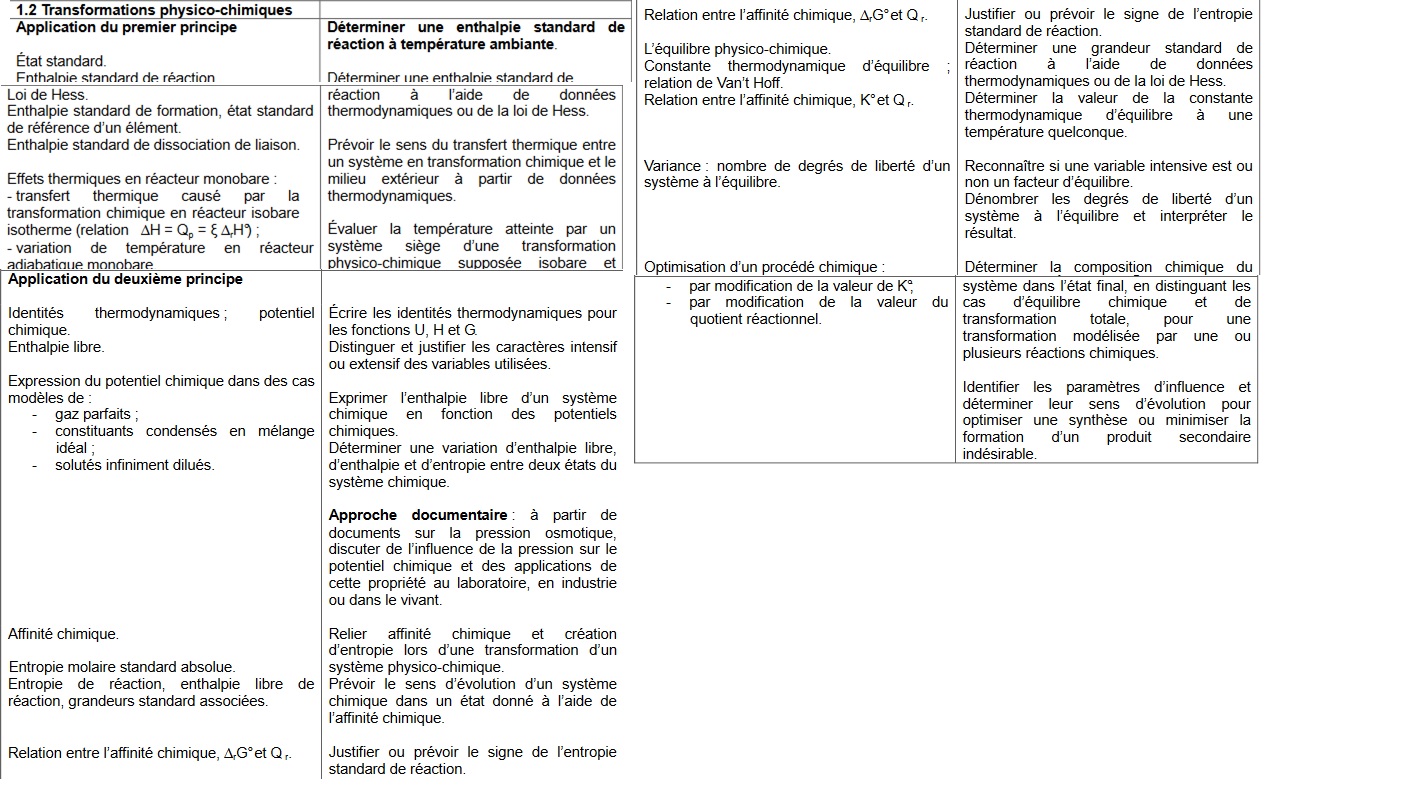 1.2 Transformations physico-chimiques
Application du premier principe
État standard.
Enthalpie standard de réaction
Déterminer une enthalpie standard de
réaction à température ambiante.
Déterminer une enthalpie standard de
Loi de Hess.
Enthalpie standard de formation, état standard
de référence d'un élément.
Enthalpie standard de dissociation de liaison.
Effets thermiques en réacteur monobare :
- transfert thermique causé par la
transformation chimique en réacteur isobare
isotherme (relation ΔH = Qp = ξ ΔrH°) ;
- variation de température en réacteur
adiabatique monobare
réaction à l'aide de données
thermodynamiques ou de la loi de Hess.
Prévoir le sens du transfert thermique entre
un système en transformation chimique et le
milieu extérieur à partir de données
thermodynamiques.
Évaluer la température atteinte par un
système siège d'une transformation
physico-chimique supposée isobare et
Application du deuxième principe
Identités thermodynamiques ; potentiel
chimique.
Enthalpie libre.
Expression du potentiel chimique dans des cas
modèles de :
- gaz parfaits ;
- constituants condensés en mélange
idéal ;
- solutés infiniment dilués.
Écrire les identités thermodynamiques pour
les fonctions U, H et G.
Distinguer et justifier les caractères intensif
ou extensif des variables utilisées.
Exprimer l'enthalpie libre d'un système
chimique en fonction des potentiels
chimiques.
Déterminer une variation d'enthalpie libre,
d'enthalpie et d'entropie entre deux états du
système chimique.
Approche documentaire : à partir de
documents sur la pression osmotique,
discuter de l'influence de la pression sur le
potentiel chimique et des applications de
cette propriété au laboratoire, en industrie
ou dans le vivant.
Affinité chimique.
Entropie molaire standard absolue.
Entropie de réaction, enthalpie libre de
réaction, grandeurs standard associées.
Relation entre l'affinité chimique, ΔrG° et Q r.
Relier affinité chimique et création
d'entropie lors d'une transformation d'un
système physico-chimique.
Prévoir le sens d'évolution d'un système
chimique dans un état donné à l'aide de
l'affinité chimique.
Justifier ou prévoir le signe de l'entropie
standard de réaction.
Relation entre l'affinité chimique, ΔrG° et Q r.
L'équilibre physico-chimique.
Constante thermodynamique d'équilibre ;
relation de Van't Hoff.
Relation entre l'affinité chimique, K° et Q r.
Variance : nombre de degrés de liberté d'un
système à l'équilibre.
Optimisation d'un procédé chimique :
Justifier ou prévoir le signe de l'entropie
standard de réaction.
Déterminer une grandeur standard de
réaction à l'aide de données
thermodynamiques ou de la loi de Hess.
Déterminer la valeur de la constante
thermodynamique d'équilibre à une
température quelconque.
Reconnaître si une variable intensive est ou
non un facteur d'équilibre.
Dénombrer les degrés de liberté d'un
système à l'équilibre et interpréter le
résultat.
Déterminer la composition chimique du
- par modification de la valeur de K° ;
- par modification de la valeur du
quotient réactionnel.
système dans l'état final, en distinguant les
cas d'équilibre chimique et de
transformation totale, pour une
transformation modélisée par une ou
plusieurs réactions chimiques.
Identifier les paramètres d'influence et
déterminer leur sens d'évolution pour
optimiser une synthèse ou minimiser la
formation d'un produit secondaire
indésirable.